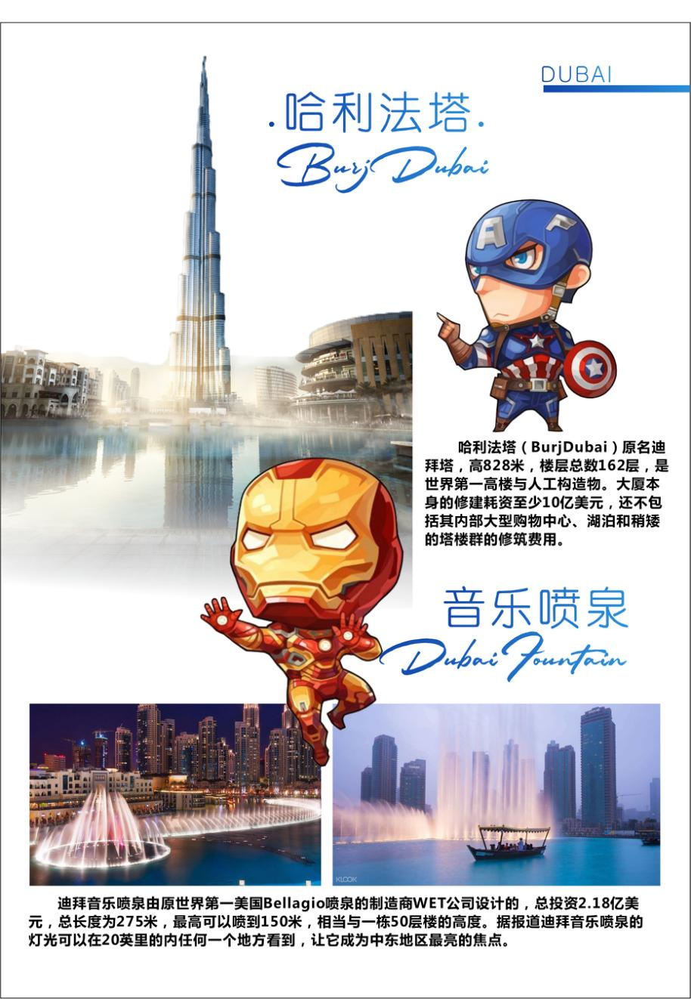 DUBAI
.哈利法塔.
Burj Dubai
A
哈利法塔（BurjDubai）原名迪
拜塔，高828米，楼层总数162层，是
世界第一高楼与人工构造物。大厦本
身的修建耗资至少10亿美元，还不包
括其内部大型购物中心、湖泊和稍矮
的塔楼群的修筑费用。
音乐喷泉
Dubai Fountain
KLOOK
迪拜音乐喷泉由原世界第一美国Bellagio喷泉的制造商WET公司设计的，总投资2.18亿美
元，总长度为275米，最高可以喷到150米，相当与一栋50层楼的高度。据报道迪拜音乐喷泉的
灯光可以在20英里的内任何一个地方看到，让它成为中东地区最亮的焦点。